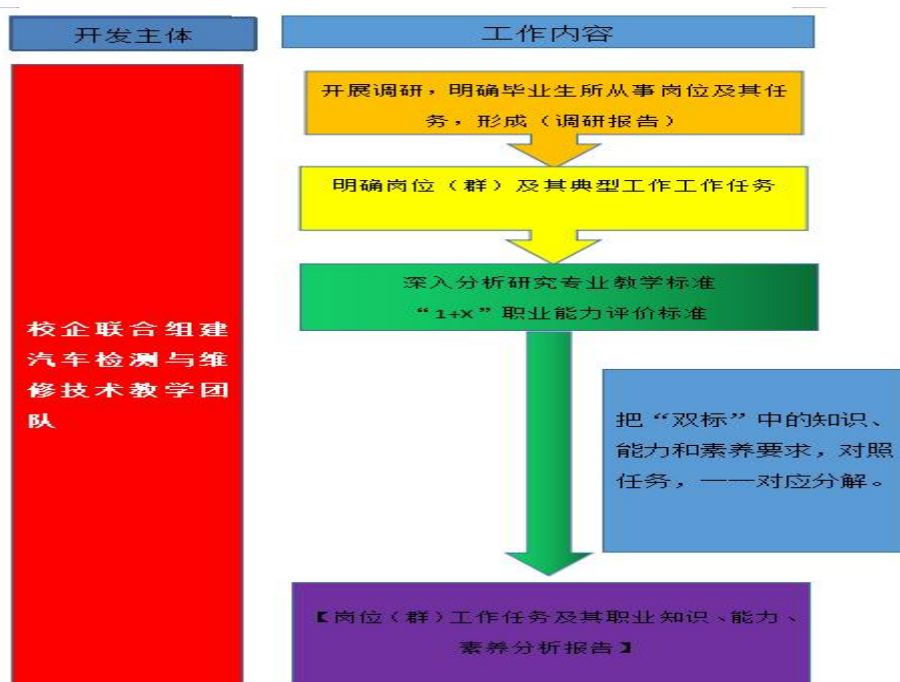 开发主体
工作内容
开展调研，明确毕业生所从事岗位及其任
务，形成（调研报告）
明确岗位（群）及其典型工作工作任务
深入分析研究专业教学标准
“1+X”职业能力评价标准
校企联合组建
汽车检测与维
修技术教学团
队
把“双标”中的知识、
能力和素养要求，对照
任务，一一对应分解。
【岗位（群）工作任务及其职业知识、能力、
素养分析报告】